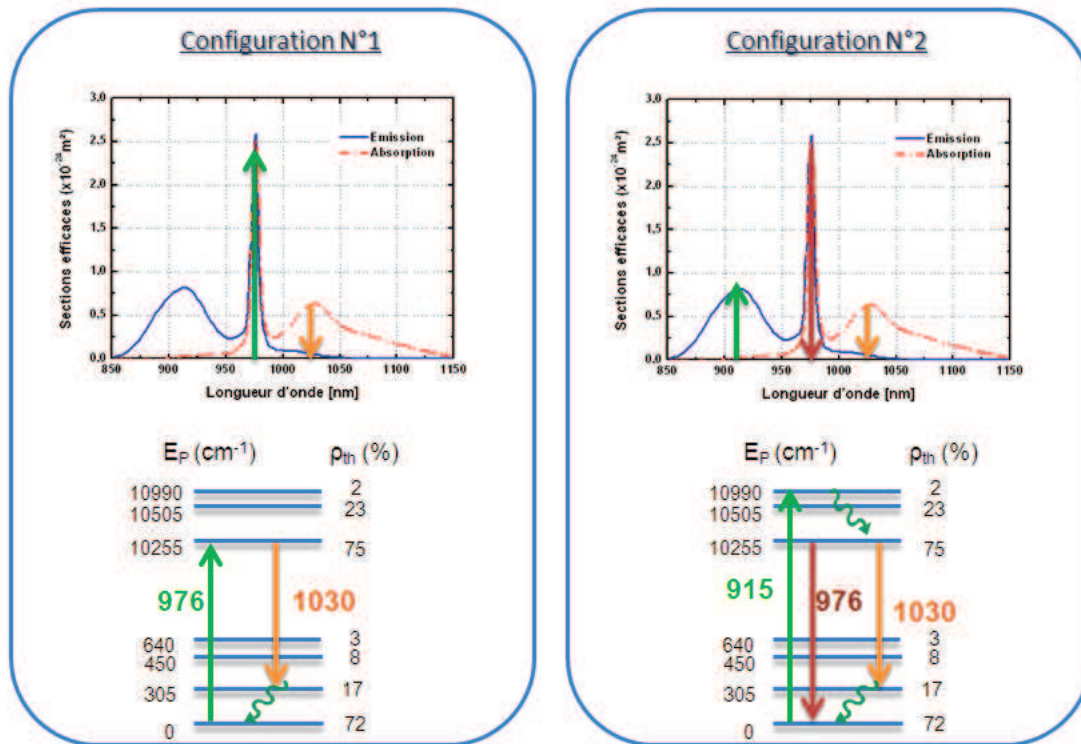 Configuration N°1
3.0
2.5
2.0
1.5
1.0
0.5
0.0
Sections efficaces (x10⁻²⁴ m²)
Emission
Absorption
850 900 950 1000 1050 1100 1150
Longueur d'onde [nm]
E_P (cm⁻¹) ρ_th (%)
10990 2
10505 23
10255 75
976 1030
640 3
450 8
305 17
0 72
Configuration N°2
3.0
2.5
2.0
1.5
1.0
0.5
0.0
Sections efficaces (x10⁻²⁴ m²)
Emission
Absorption
850 900 950 1000 1050 1100 1150
Longueur d'onde [nm]
E_P (cm⁻¹) ρ_th (%)
10990 2
10505 23
10255 75
915 976 1030
640 3
450 8
305 17
0 72